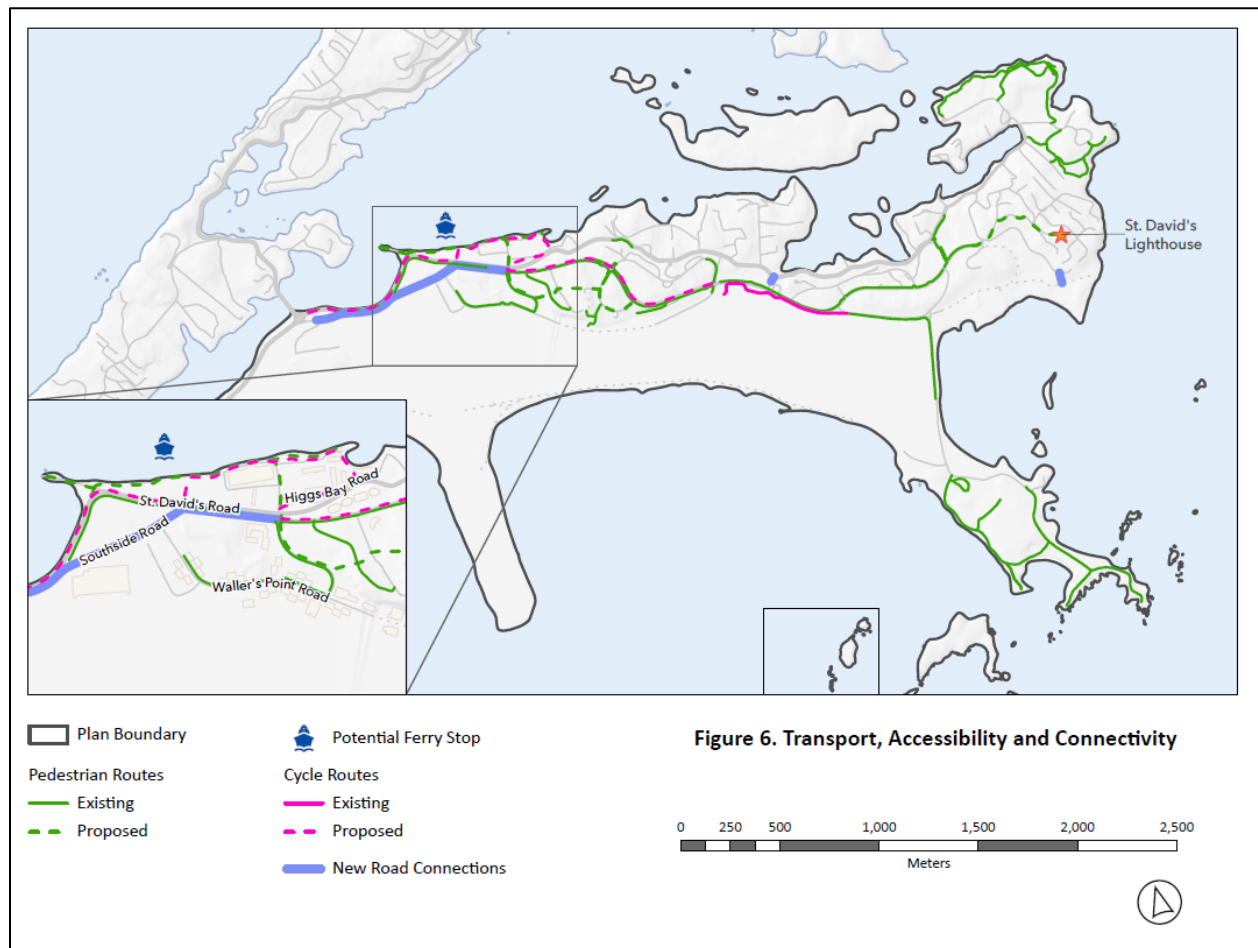 St. David's
Lighthouse
Higgs Bay Road
St. David's Road
Southside Road
Waller's Point Road
Plan Boundary
Potential Ferry Stop
Figure 6. Transport, Accessibility and Connectivity
Pedestrian Routes
Cycle Routes
Existing
Existing
Proposed
Proposed
New Road Connections
0 250 500 1,000 1,500 2,000 2,500
Meters